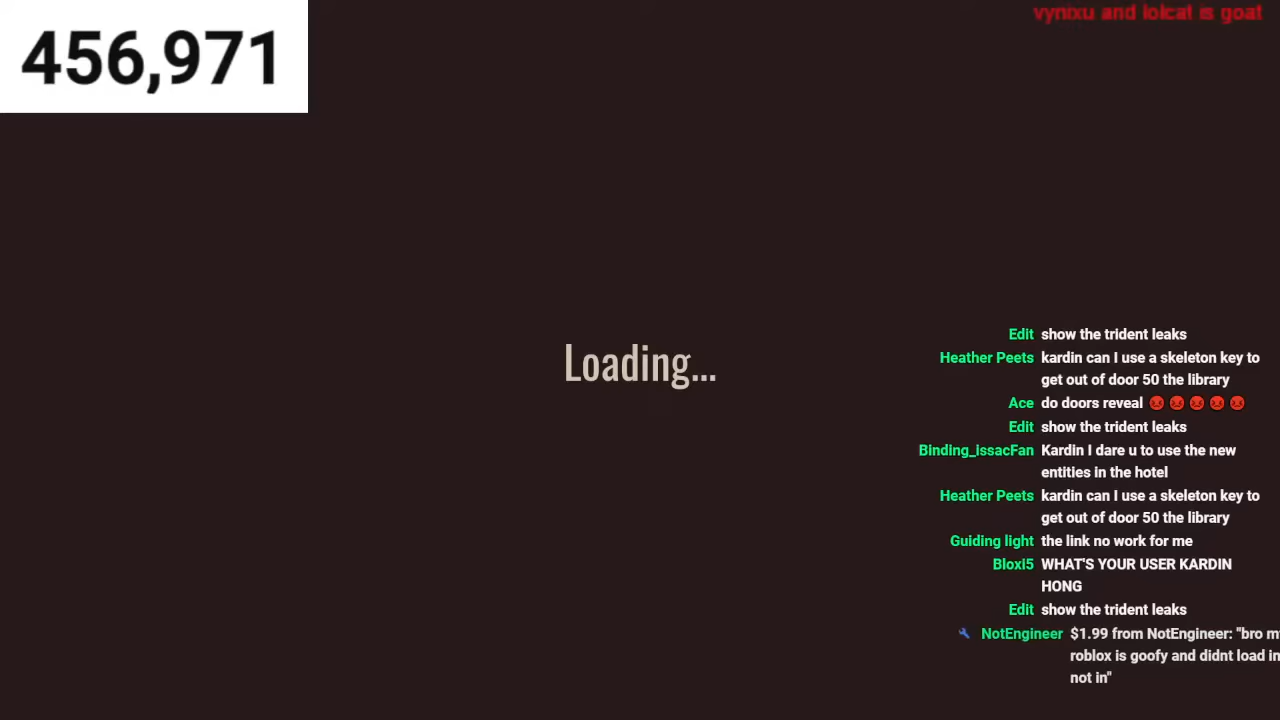 456,971
vynixu and lolcat is goat
Loading...
Edit show the trident leaks
Heather Peets kardin can I use a skeleton key to
get out of door 50 the library
Ace do doors reveal 😡😡😡😡😡
Edit show the trident leaks
Binding_issacFan Kardin I dare u to use the new
entities in the hotel
Heather Peets kardin can I use a skeleton key to
get out of door 50 the library
Guiding light the link no work for me
Bloxi5 WHAT'S YOUR USER KARDIN
HONG
Edit show the trident leaks
NotEngineer $1.99 from NotEngineer: "bro
roblox is goofy and didnt load
not in"